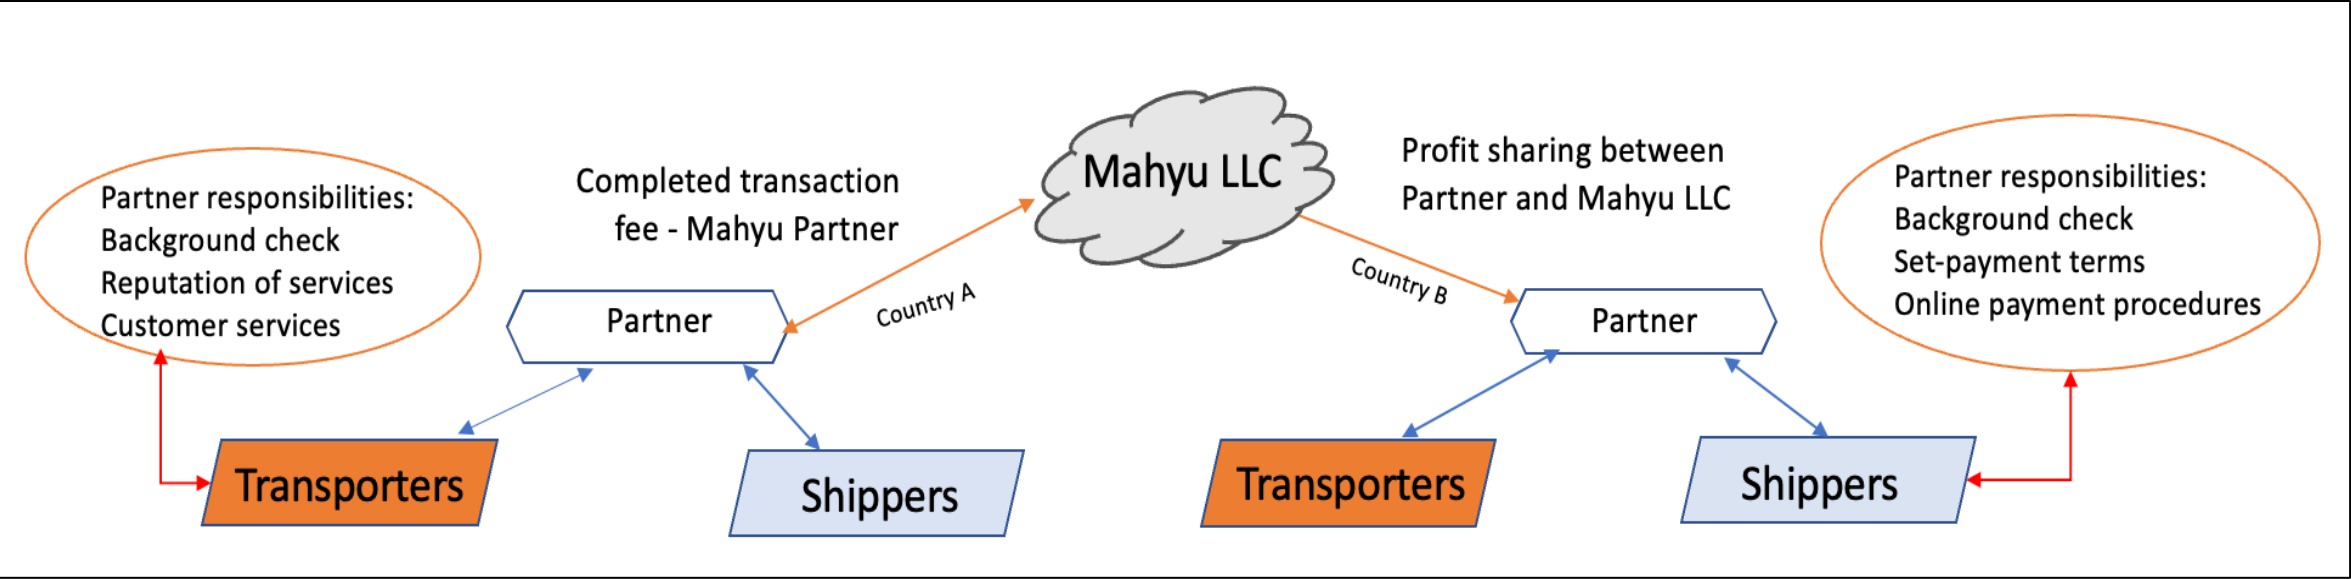 Partner responsibilities:
Background check
Reputation of services
Customer services
Completed transaction
fee - Mahyu Partner
Mahyu LLC
Profit sharing between
Partner and Mahyu LLC
Partner responsibilities:
Background check
Set-payment terms
Online payment procedures
Country A
Country B
Partner
Partner
Transporters
Shippers
Transporters
Shippers